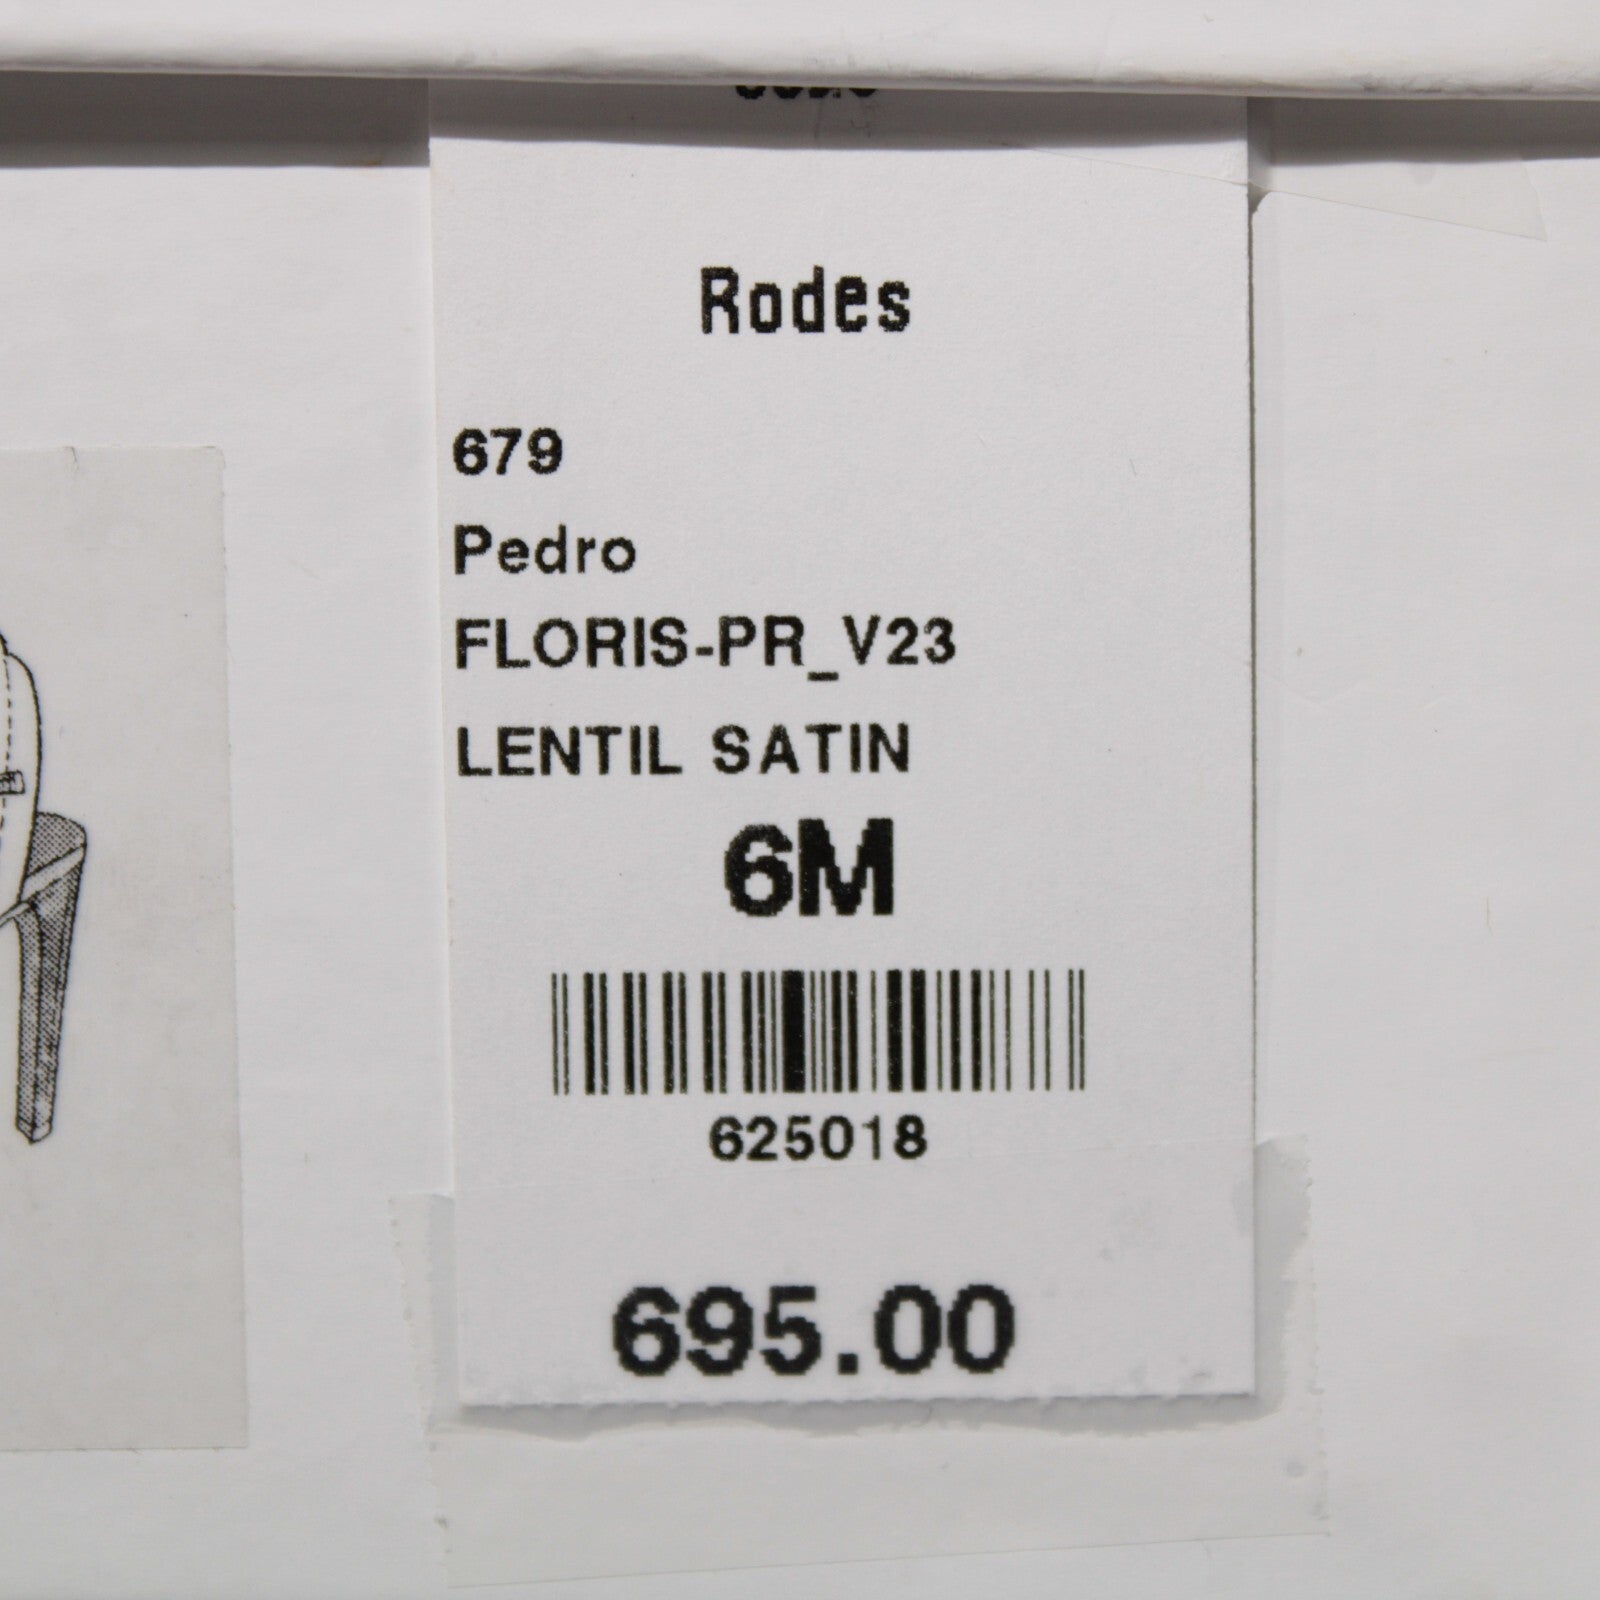 Rodes
679
Pedro
FLORIS-PR_V23
LENTIL SATIN
6M
625018
695.00